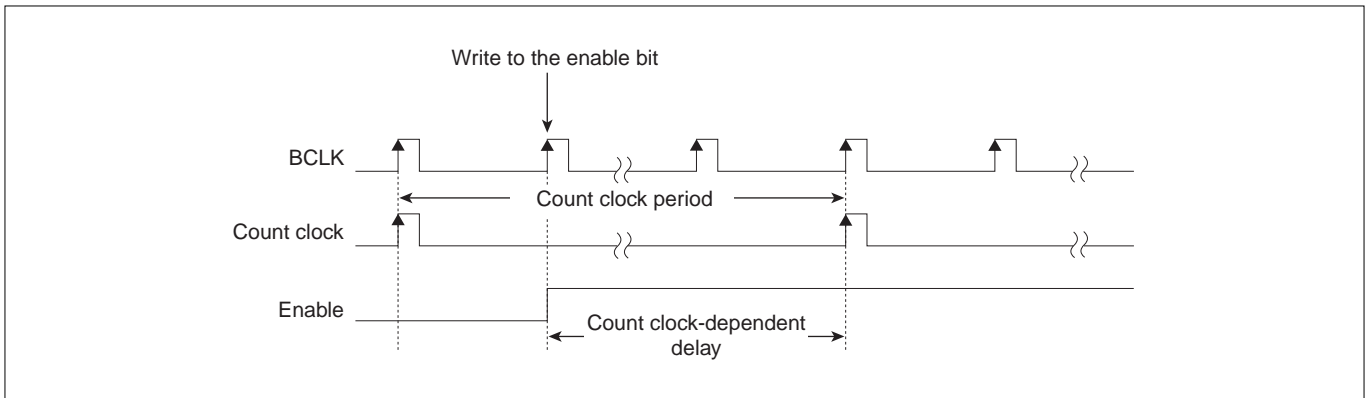 Write to the enable bit
BCLK
Count clock period
Count clock
Enable
Count clock-dependent
delay